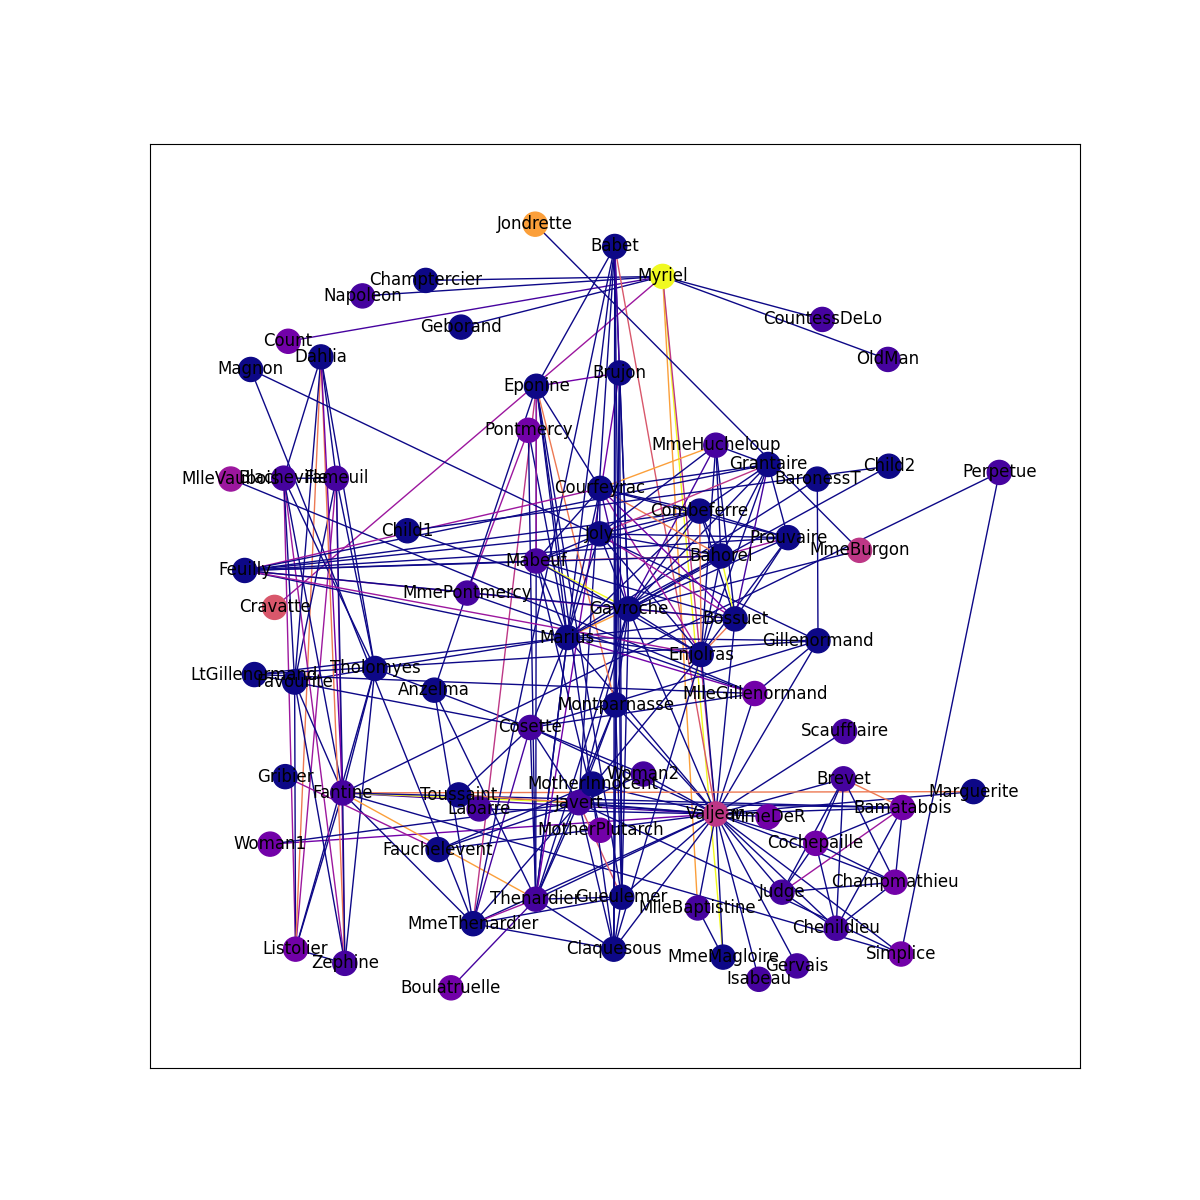 Jondrette
Babet
Myriel
Champtercier
Napoleon
CountessDeLo
Geborand
Count
Dahlia
OldMan
Magnon
Brujon
Eponine
Pontmercy
MmeHucheloup
Grantaire
Child2
Perpetue
MlleVaubois
Blacheville
Fameuil
BaronessT
Courfeyrac
Combeferre
Child1
Joly
Prouvaire
MmeBurgon
Bahorel
Mabeuf
Feuilly
MmePontmercy
Cravatte
Gavroche
Bossuet
Marius
Gillenormand
Enjolras
Tholomyes
LtGillenormand
Favourite
Anzelma
MlleGillenormand
Montparnasse
Cosette
Scaufflaire
Woman2
Gribier
Brevet
MotherInnocent
Fantine
Toussaint
Marguerite
Labarre
Javert
Bamatabois
Valjean
MmeDeR
MotherPlutarch
Woman1
Cochepaille
Fauchelevent
Champmathieu
Judge
Thenardier
Gueulemer
MlleBaptistine
MmeThenardier
Chenildieu
Listolier
Claquesous
Simplice
MmeMagloire
Zephine
Gervais
Isabeau
Boulatruelle